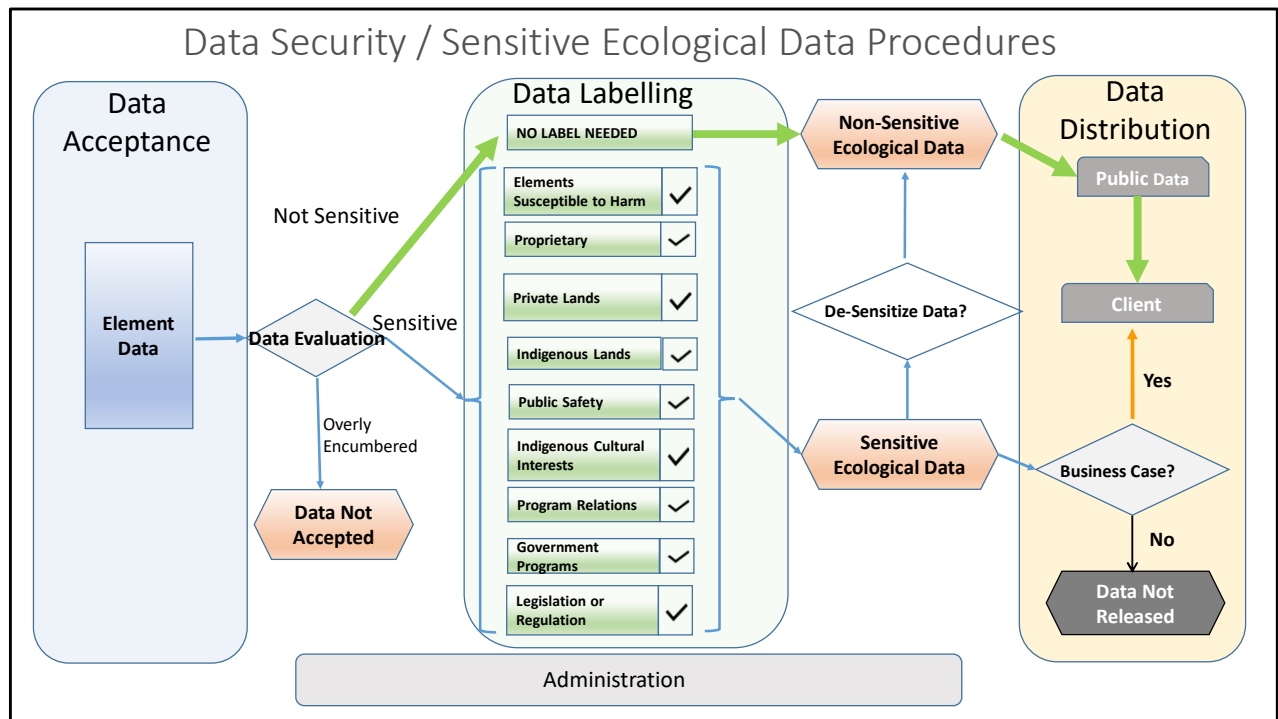 Data Security / Sensitive Ecological Data Procedures
Data
Acceptance
Element
Data
Data Evaluation
Not Sensitive
Sensitive
Overly
Encumbered
Data Not
Accepted
Data Labelling
NO LABEL NEEDED
Elements
Susceptible to Harm
Proprietary
Private Lands
Indigenous Lands
Public Safety
Indigenous Cultural
Interests
Program Relations
Government
Programs
Legislation or
Regulation
Non-Sensitive
Ecological Data
De-Sensitize Data?
Sensitive
Ecological Data
Data
Distribution
Public Data
Client
Yes
Business Case?
No
Data Not
Released
Administration